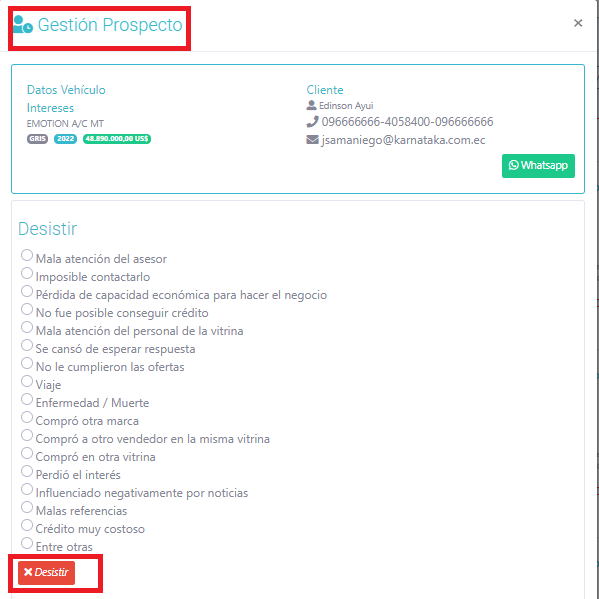 Gestión Prospecto
×
Datos Vehículo
Intereses
EMOTION A/C MT
GRIS 2022 48.890.000,00 US$
Cliente
Edinson Ayui
096666666-4058400-096666666
jsamaniego@karnataka.com.ec
Whatsapp
Desistir
Mala atención del asesor
Imposible contactarlo
Pérdida de capacidad económica para hacer el negocio
No fue posible conseguir crédito
Mala atención del personal de la vitrina
Se cansó de esperar respuesta
No le cumplieron las ofertas
Viaje
Enfermedad / Muerte
Compró otra marca
Compró a otro vendedor en la misma vitrina
Compró en otra vitrina
Perdió el interés
Influenciado negativamente por noticias
Malas referencias
Crédito muy costoso
Entre otras
Desistir